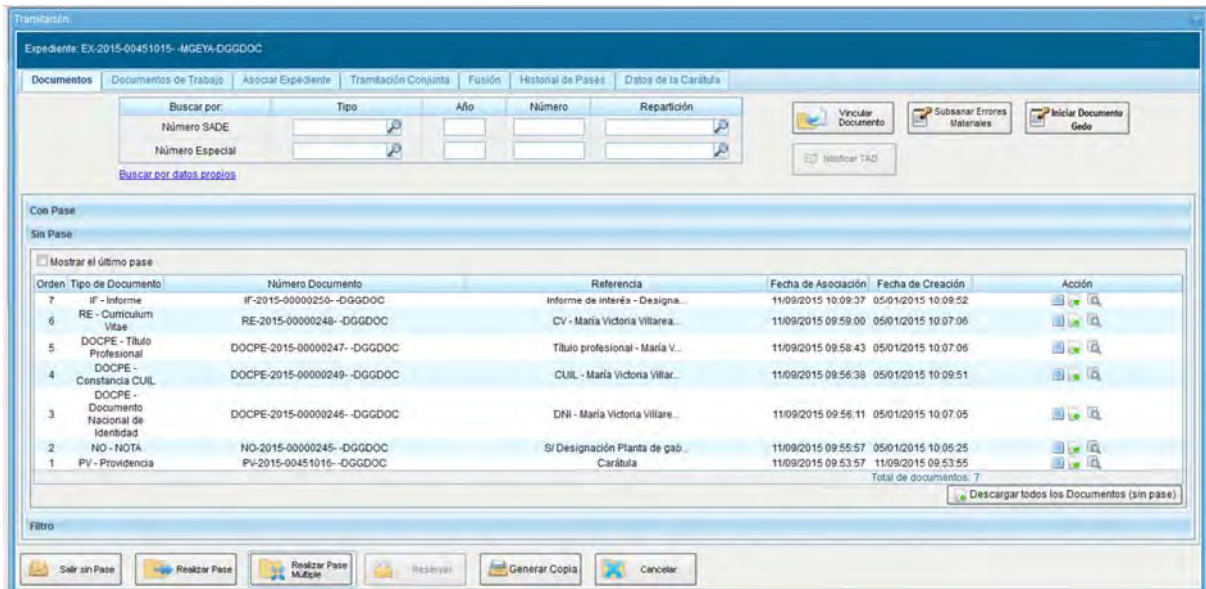 Tramitación
Expediente: EX-2015-00451015- -MGEYA-DGGDOC
Documentos Documentos de Trabajo Asociar Expediente Tramitación Conjunta Fusión Historial de Pases Datos de la Carátula
Buscar por: Tipo Año Número Repartición
Número SADE
Número Especial
Buscar por datos propios
Vincular Documento
Subsanar Errores Materiales
Iniciar Documento Gedo
Notificar TAD
Con Pase
Sin Pase
Mostrar el último pase
Orden Tipo de Documento Número Documento Referencia Fecha de Asociación Fecha de Creación Acción
7 IF - Informe IF-2015-00000250- -DGGDOC Informe de interés - Designa... 11/09/2015 10:09:37 05/01/2015 10:09:52
6 RE - Curriculum Vitae RE-2015-00000248- -DGGDOC CV - María Victoria Villarea... 11/09/2015 09:59:00 05/01/2015 10:07:06
5 DOCPE - Título Profesional DOCPE-2015-00000247- -DGGDOC Título profesional - María V... 11/09/2015 09:58:43 05/01/2015 10:07:06
4 DOCPE - Constancia CUIL DOCPE-2015-00000249- -DGGDOC CUIL - María Victoria Villar... 11/09/2015 09:56:38 05/01/2015 10:09:51
3 DOCPE - Documento Nacional de Identidad DOCPE-2015-00000246- -DGGDOC DNI - María Victoria Villare... 11/09/2015 09:56:11 05/01/2015 10:07:05
2 NO - NOTA NO-2015-00000245- -DGGDOC S/ Designación Planta de gab... 11/09/2015 09:55:57 05/01/2015 10:05:25
1 PV - Providencia PV-2015-00451016- -DGGDOC Carátula 11/09/2015 09:53:57 11/09/2015 09:53:55
Total de documentos: 7
Descargar todos los Documentos (sin pase)
Filtro
Salir sin Pase
Realizar Pase
Realizar Pase Múltiple
Reservar
Generar Copia
Cancelar